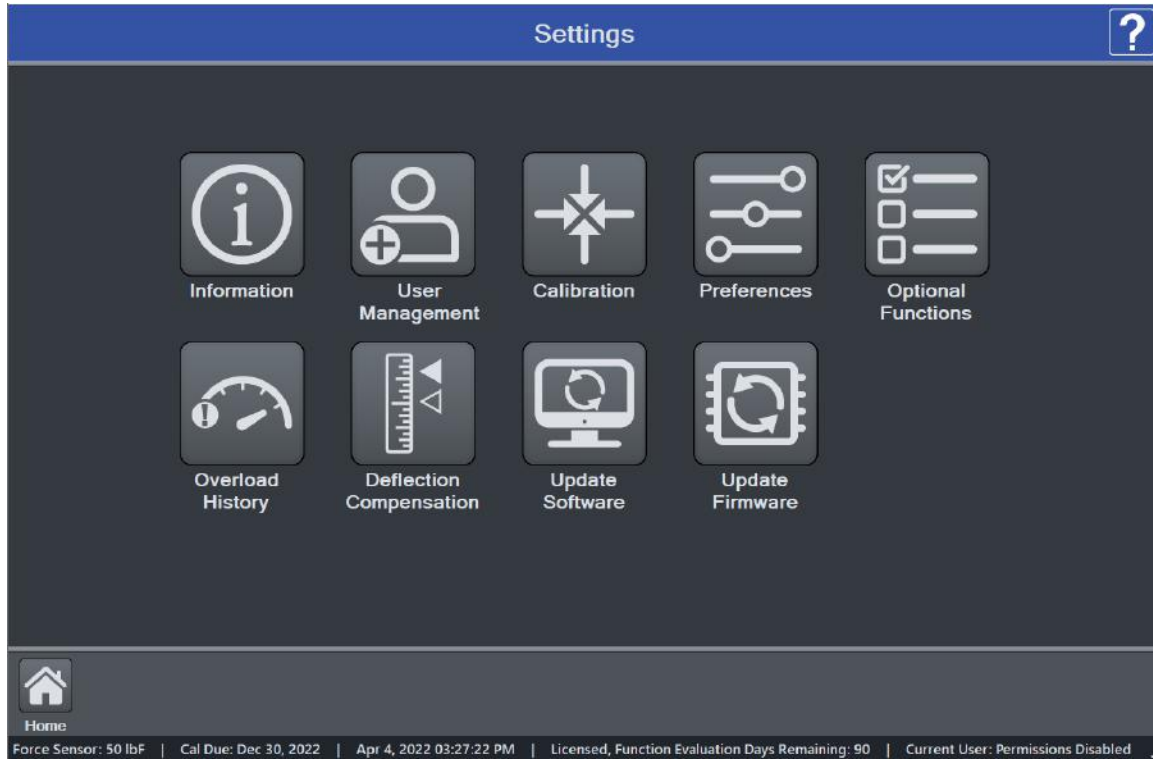 Settings
?
Information
User
Management
Calibration
Preferences
Optional
Functions
Overload
History
Deflection
Compensation
Update
Software
Update
Firmware
Home
Force Sensor: 50 lbF | Cal Due: Dec 30, 2022 | Apr 4, 2022 03:27:22 PM | Licensed, Function Evaluation Days Remaining: 90 | Current User: Permissions Disabled